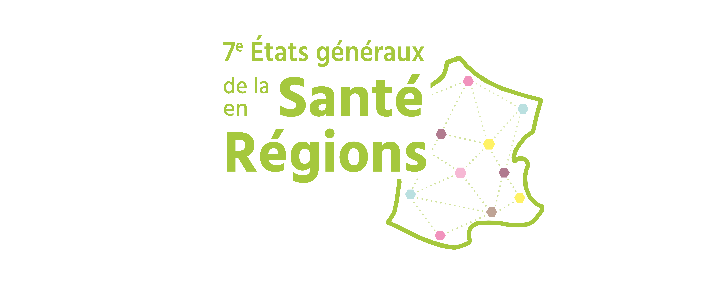 7e États généraux
de la
en Santé
Régions